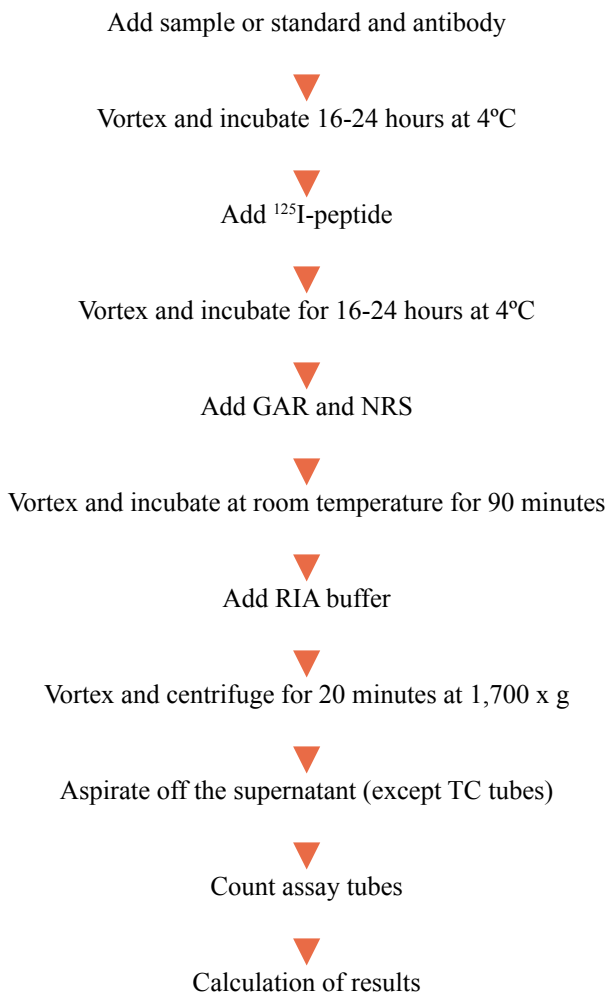 Add sample or standard and antibody
Vortex and incubate 16-24 hours at 4ºC
Add ¹²⁵I-peptide
Vortex and incubate for 16-24 hours at 4ºC
Add GAR and NRS
Vortex and incubate at room temperature for 90 minutes
Add RIA buffer
Vortex and centrifuge for 20 minutes at 1,700 x g
Aspirate off the supernatant (except TC tubes)
Count assay tubes
Calculation of results